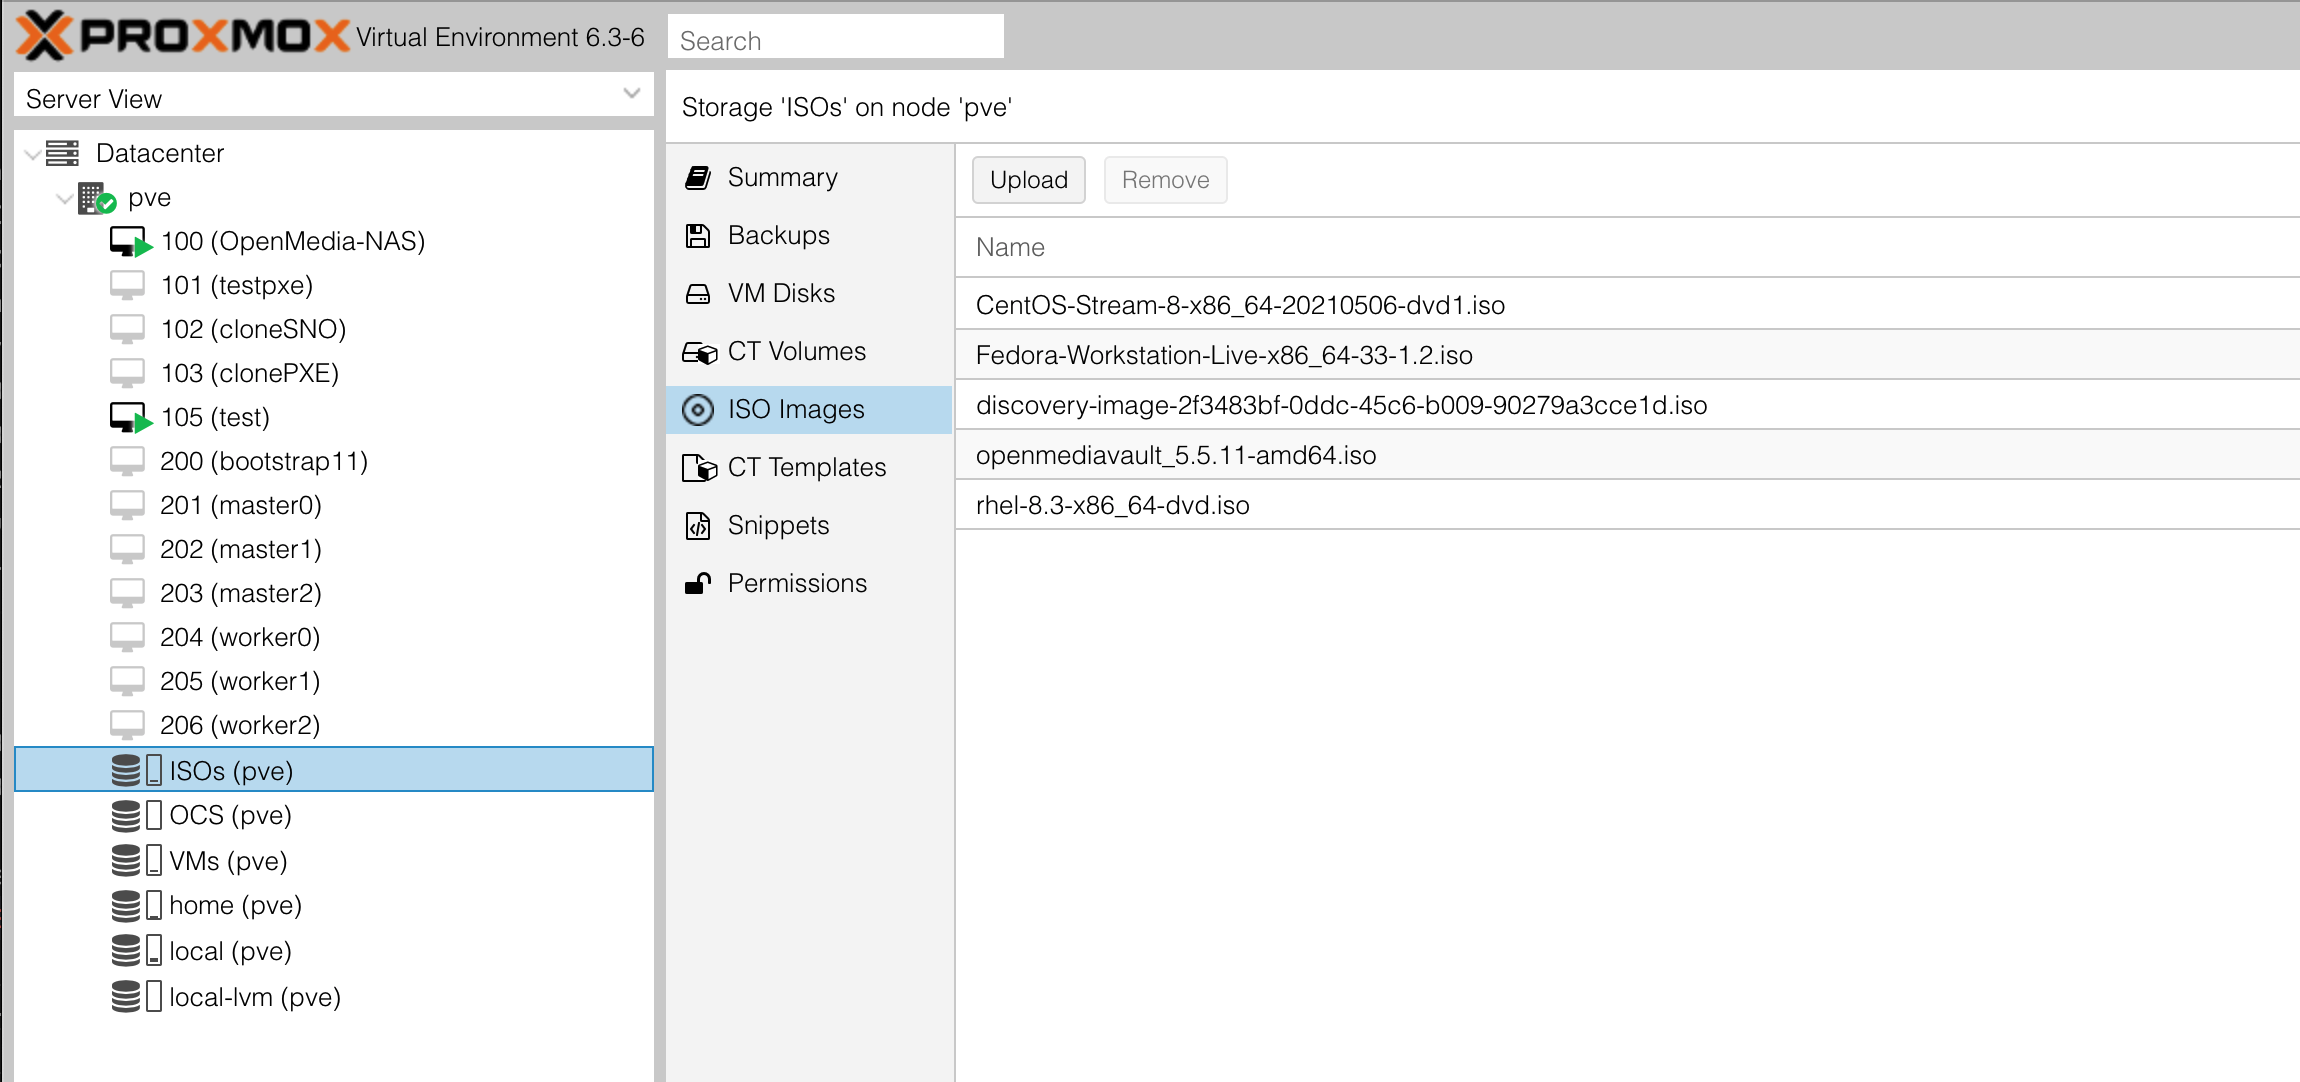 PROXMOX Virtual Environment 6.3-6
Search
Server View
Datacenter
pve
100 (OpenMedia-NAS)
101 (testpxe)
102 (cloneSNO)
103 (clonePXE)
105 (test)
200 (bootstrap11)
201 (master0)
202 (master1)
203 (master2)
204 (worker0)
205 (worker1)
206 (worker2)
ISOs (pve)
OCS (pve)
VMs (pve)
home (pve)
local (pve)
local-lvm (pve)
Storage 'ISOs' on node 'pve'
Summary
Backups
VM Disks
CT Volumes
ISO Images
CT Templates
Snippets
Permissions
Upload
Remove
Name
CentOS-Stream-8-x86_64-20210506-dvd1.iso
Fedora-Workstation-Live-x86_64-33-1.2.iso
discovery-image-2f3483bf-0ddc-45c6-b009-90279a3cce1d.iso
openmediavault_5.5.11-amd64.iso
rhel-8.3-x86_64-dvd.iso